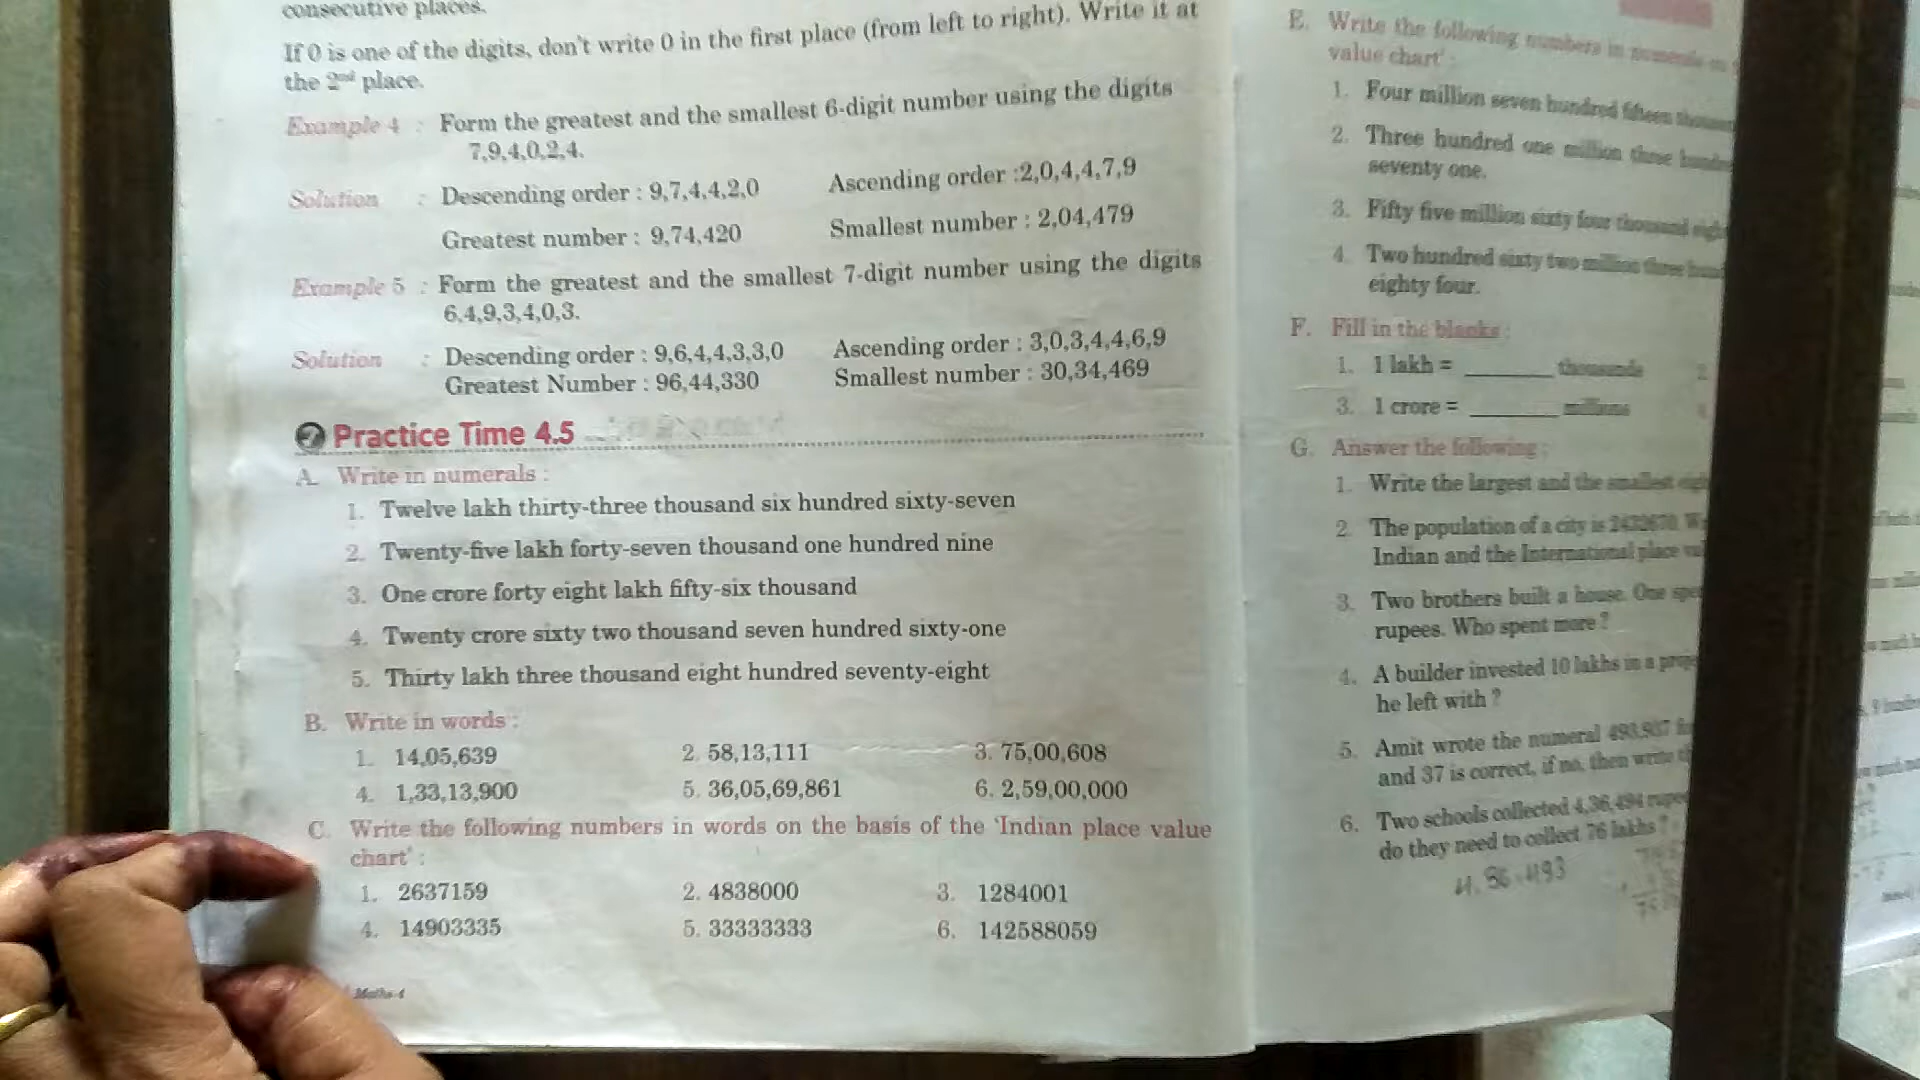 consecutive places.
If 0 is one of the digits, don't write 0 in the first place (from left to right). Write it at
the 2nd place.
Example 4 : Form the greatest and the smallest 6-digit number using the digits
7,9,4,0,2,4.
Solution : Descending order : 9,7,4,4,2,0 Ascending order :2,0,4,4,7,9
Greatest number : 9,74,420 Smallest number : 2,04,479
Example 5 : Form the greatest and the smallest 7-digit number using the digits
6,4,9,3,4,0,3.
Solution : Descending order : 9,6,4,4,3,3,0 Ascending order : 3,0,3,4,4,6,9
Greatest Number : 96,44,330 Smallest number : 30,34,469
Practice Time 4.5
A. Write in numerals :
1. Twelve lakh thirty-three thousand six hundred sixty-seven
2. Twenty-five lakh forty-seven thousand one hundred nine
3. One crore forty eight lakh fifty-six thousand
4. Twenty crore sixty two thousand seven hundred sixty-one
5. Thirty lakh three thousand eight hundred seventy-eight
B. Write in words :
1. 14,05,639 2. 58,13,111 3. 75,00,608
4. 1,33,13,900 5. 36,05,69,861 6. 2,59,00,000
C. Write the following numbers in words on the basis of the 'Indian place value
chart' :
1. 2637159 2. 4838000 3. 1284001
4. 14903335 5. 33333333 6. 142588059
Maths-4
E. Write the following numbers in numerals on
value chart' :
1. Four million seven hundred fifteen
2. Three hundred one million three
seventy one.
3. Fifty five million sixty four thousand
4. Two hundred sixty two million three
eighty four.
F. Fill in the blanks :
1. 1 lakh = ________ thousands 2.
3. 1 crore = ________ millions
G. Answer the following :
1. Write the largest and the smallest
2. The population of a city is
Indian and the International place
3. Two brothers built a house. One
rupees. Who spent more ?
4. A builder invested 10 lakhs in a
he left with ?
5. Amit wrote the numeral
and 37 is correct, if no, then write
6. Two schools collected 4,36,494
do they need to collect 76 lakhs ?